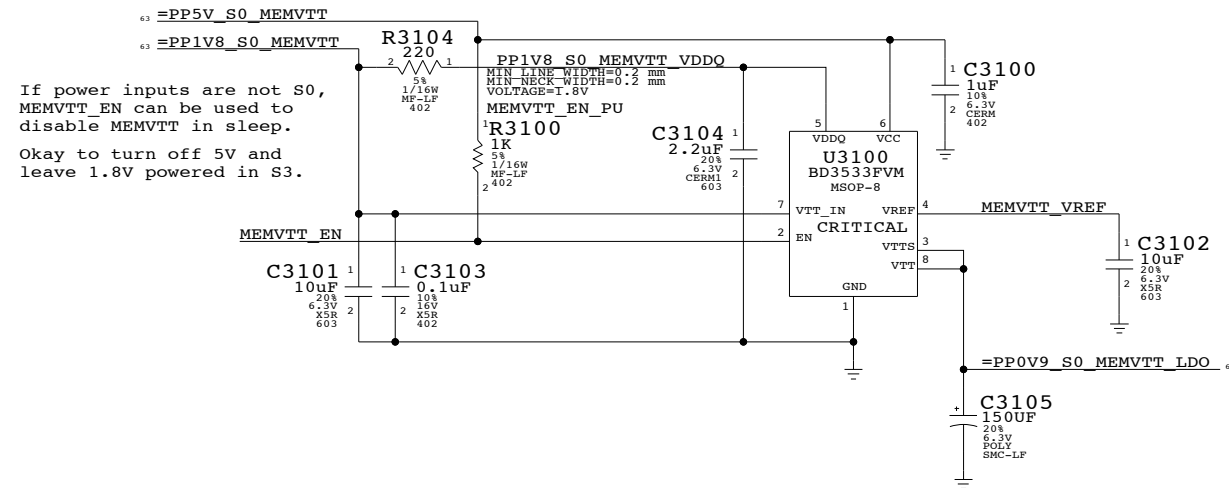 63 =PP5V_S0_MEMVTT
63 =PP1V8_S0_MEMVTT
If power inputs are not S0,
MEMVTT_EN can be used to
disable MEMVTT in sleep.
Okay to turn off 5V and
leave 1.8V powered in S3.
R3104
220
2 1
5%
1/16W
MF-LF
402
PP1V8_S0_MEMVTT_VDDQ
MIN_LINE_WIDTH=0.2 mm
MIN_NECK_WIDTH=0.2 mm
VOLTAGE=1.8V
MEMVTT_EN_PU
1
R3100
1K
5%
1/16W
MF-LF
402
2
C3104
1
2.2uF
20%
6.3V
CERM1
603
2
1
C3100
1uF
10%
6.3V
CERM
402
2
5 6
VDDQ VCC
U3100
BD3533FVM
MSOP-8
7 VTT_IN VREF 4
CRITICAL
2 EN VTTS 3
VTT 8
GND
1
MEMVTT_VREF
MEMVTT_EN
1
C3102
10uF
20%
6.3V
X5R
603
2
C3101
1
10uF
20%
6.3V
X5R
603
2
1
C3103
0.1uF
10%
16V
X5R
402
2
=PP0V9_S0_MEMVTT_LDO
+
C3105
150UF
20%
6.3V
POLY
SMC-LF